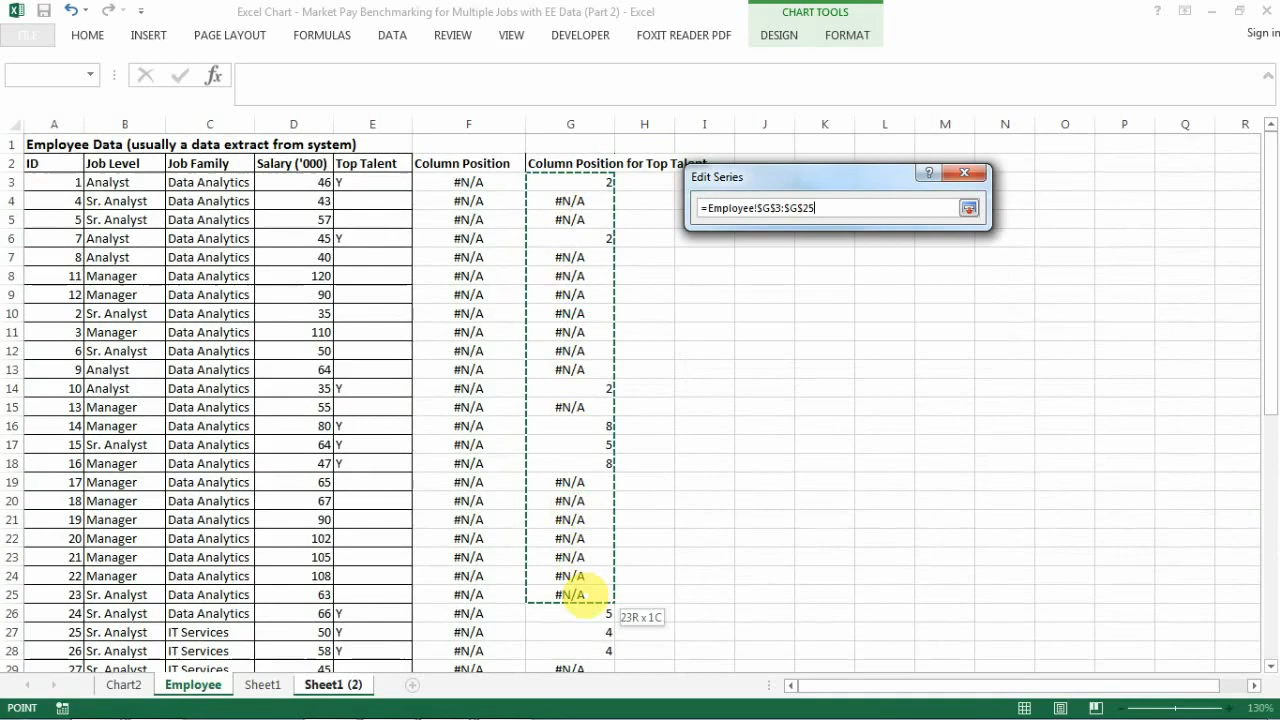 Excel Chart - Market Pay Benchmarking for Multiple Jobs with EE Data (Part 2) - Excel
CHART TOOLS
FILE HOME INSERT PAGE LAYOUT FORMULAS DATA REVIEW VIEW DEVELOPER FOXIT READER PDF DESIGN FORMAT
Sign in
fx
A B C D E F G H I J K L M N O P Q R
1 Employee Data (usually a data extract from system)
2 ID Job Level Job Family Salary ('000) Top Talent Column Position Column Position for Top Talent
3 1 Analyst Data Analytics 46 Y #N/A 2
4 4 Sr. Analyst Data Analytics 43 #N/A #N/A
5 5 Sr. Analyst Data Analytics 57 #N/A #N/A
6 7 Analyst Data Analytics 45 Y #N/A 2
7 8 Analyst Data Analytics 40 #N/A #N/A
8 11 Manager Data Analytics 120 #N/A #N/A
9 12 Manager Data Analytics 90 #N/A #N/A
10 2 Sr. Analyst Data Analytics 35 #N/A #N/A
11 3 Manager Data Analytics 110 #N/A #N/A
12 6 Sr. Analyst Data Analytics 50 #N/A #N/A
13 9 Analyst Data Analytics 64 #N/A #N/A
14 10 Analyst Data Analytics 35 Y #N/A 2
15 13 Manager Data Analytics 55 #N/A #N/A
16 14 Manager Data Analytics 80 Y #N/A 8
17 15 Sr. Analyst Data Analytics 64 Y #N/A 5
18 16 Manager Data Analytics 47 Y #N/A 8
19 17 Manager Data Analytics 65 #N/A #N/A
20 18 Manager Data Analytics 67 #N/A #N/A
21 19 Manager Data Analytics 90 #N/A #N/A
22 20 Manager Data Analytics 102 #N/A #N/A
23 21 Manager Data Analytics 105 #N/A #N/A
24 22 Manager Data Analytics 108 #N/A #N/A
25 23 Sr. Analyst Data Analytics 63 #N/A #N/A
26 24 Sr. Analyst Data Analytics 66 Y #N/A 5
27 25 Sr. Analyst IT Services 50 Y #N/A 4
28 26 Sr. Analyst IT Services 58 Y #N/A 4
29 27 Sr. Analyst IT Services 45 #N/A #N/A
Edit Series
=Employee!$G$3:$G$25
23R x 1C
Chart2 Employee Sheet1 Sheet1 (2)
POINT
130%